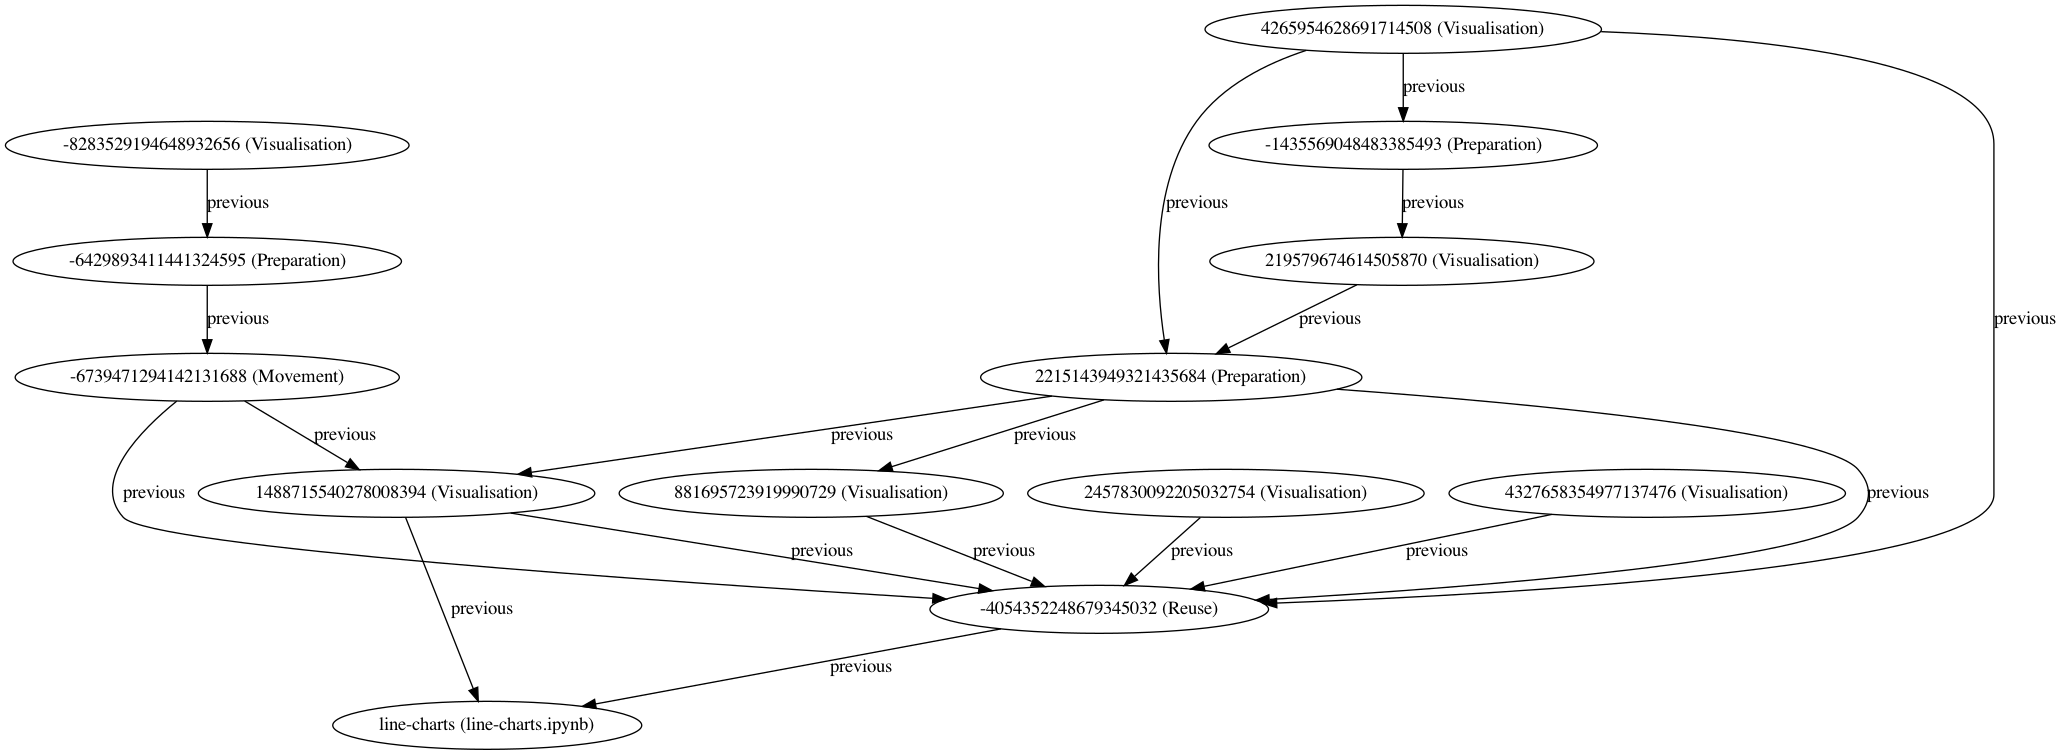 4265954628691714508 (Visualisation)
previous
-8283529194648932656 (Visualisation)
-1435569048483385493 (Preparation)
previous
previous
previous
-6429893411441324595 (Preparation)
219579674614505870 (Visualisation)
previous
previous
previous
-6739471294142131688 (Movement)
2215143949321435684 (Preparation)
previous
previous
previous
previous
1488715540278008394 (Visualisation)
881695723919990729 (Visualisation)
2457830092205032754 (Visualisation)
4327658354977137476 (Visualisation)
previous
previous
previous
previous
previous
previous
-4054352248679345032 (Reuse)
previous
line-charts (line-charts.ipynb)